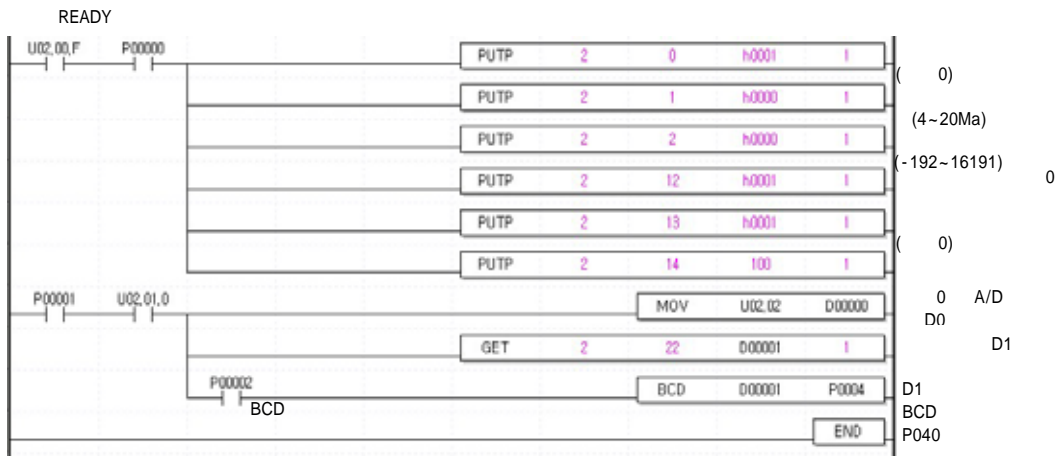 READY
U02.00.F P00000
PUTP 2 0 h0001 1
( 0)
PUTP 2 1 h0000 1
(4~20Ma)
PUTP 2 2 h0000 1
(-192~16191)
PUTP 2 12 h0001 1
0
PUTP 2 13 h0001 1
( 0)
PUTP 2 14 100 1
P00001 U02.01.0
MOV U02.02 D00000
0 A/D
D0
GET 2 22 D00001 1
D1
P00002
BCD
BCD D00001 P0004
D1
BCD
P040
END